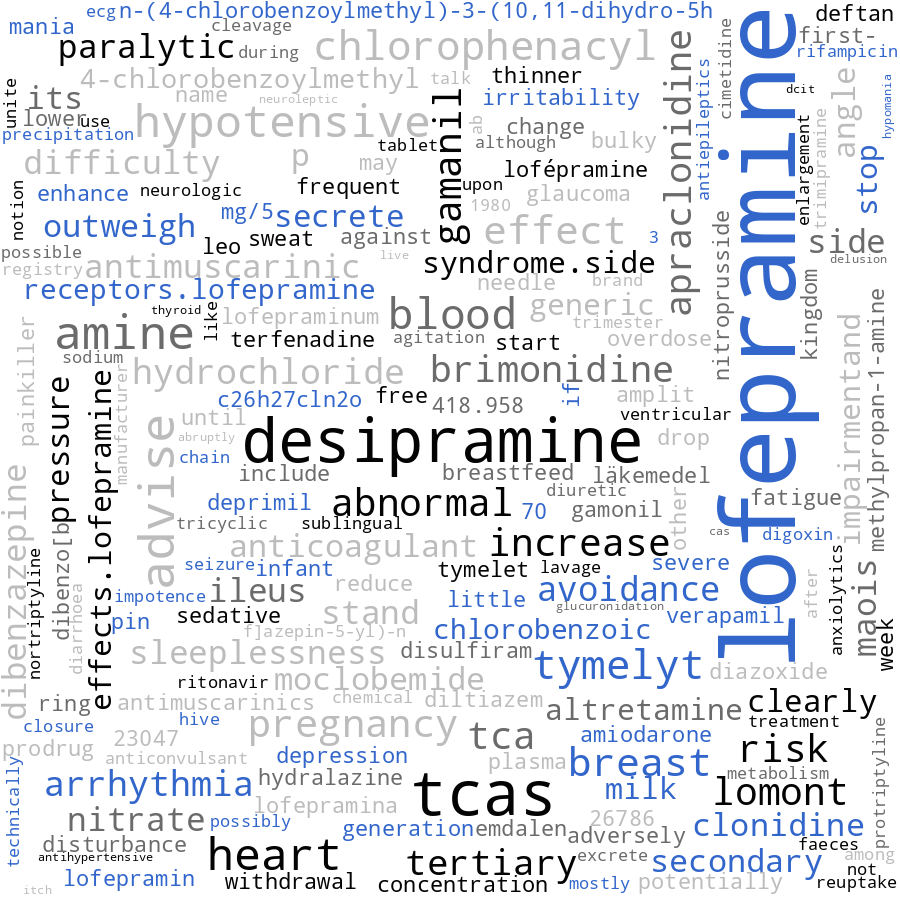 ecg
n-(4-chlorobenzoylmethyl)-3-(10,11-dihydro-5h
mania
cleavage
deftan
paralytic
during
chlorophenacyl
first-
rifampicin
4-chlorobenzoylmethyl
talk
thinner
unite
its
name
neuroleptic
irritability
cimetidine
dcit
angle
hypomania
lower
use
precipitation
hypotensive
gamanil
ab
change
although
bulky
antiepileptics
apraclonidine
lofepramine
enlargement
trimipramine
tablet
difficulty
p
may
lofépramine
stop
notion
enhance
neurologic
frequent
upon
glaucoma
1980
mg/5
secrete
outweigh
effect
3
nitroprusside
side
leo
sweat
against
possible
live
syndrome.side
delusion
registry
antimuscarinic
needle
brand
kingdom
receptors.lofepramine
blood
generic
thyroid
like
lofepraminum
trimester
painkiller
amine
terfenadine
agitation
start
overdose
impairmentand
methylpropan-1-amine
sodium
hydrochloride
brimonidine
manufacturer
pressure
effects.lofepramine
c26h27cln2o
free
418.958
if
amplit
ventricular
until
abruptly
advise
desipramine
drop
chain
include
breastfeed
läkemedel
dibenzazepine
deprimil
abnormal
diuretic
70
gamonil
other
fatigue
tricyclic
sublingual
cas
digoxin
dibenzo[b
anticoagulant
increase
nortriptyline
seizure
infant
tymelet
lavage
severe
anxiolytics
maois
diarrhoea
impotence
ileus
reduce
avoidance
after
pin
sedative
stand
little
glucuronidation
verapamil
week
f]azepin-5-yl)-n
chlorobenzoic
sleeplessness
disulfiram
tymelyt
diazoxide
ritonavir
moclobemide
ring
antimuscarinics
chemical
diltiazem
altretamine
clearly
closure
hive
pregnancy
treatment
23047
tca
amiodarone
prodrug
anticonvulsant
depression
plasma
breast
risk
protriptyline
technically
arrhythmia
hydralazine
tcas
metabolism
milk
lomont
lofepramina
nitrate
possibly
generation
emdalen
26786
clonidine
disturbance
adversely
faeces
antihypertensive
heart
tertiary
excrete
among
lofepramin
withdrawal
concentration
secondary
not
itch
mostly
potentially
reuptake